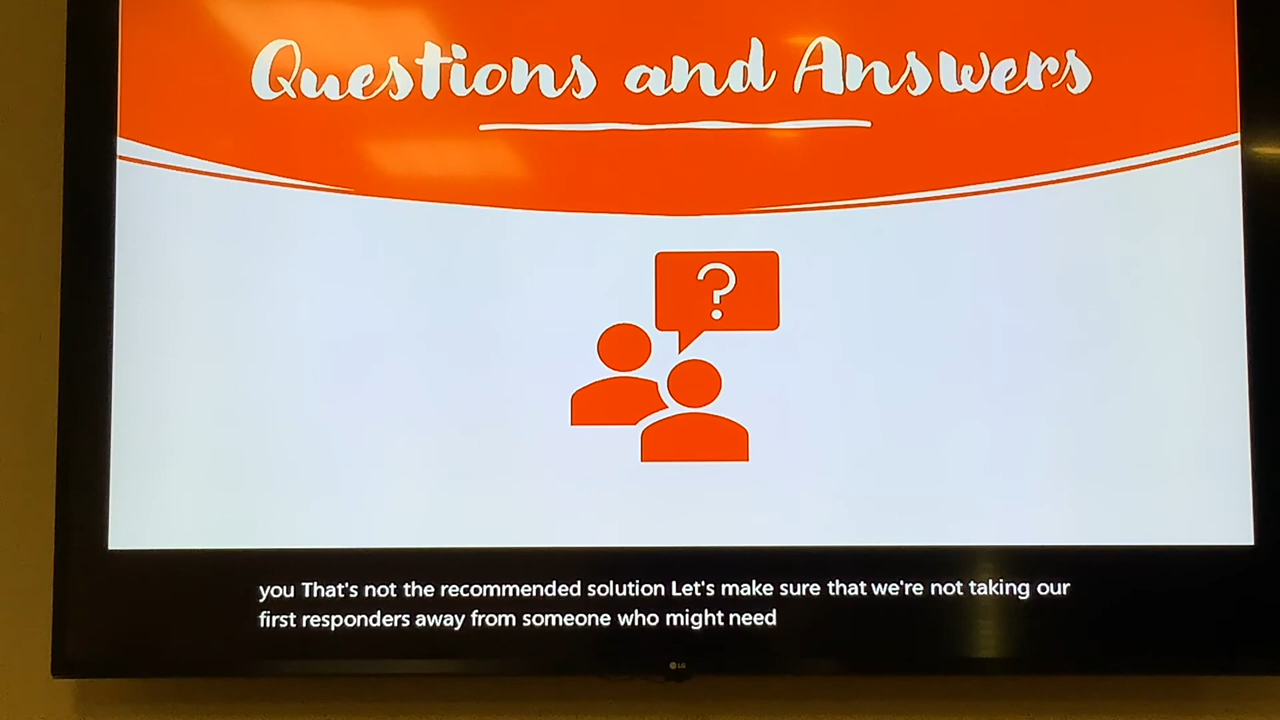 Questions and Answers
?
you That's not the recommended solution Let's make sure that we're not taking our
first responders away from someone who might need
LG